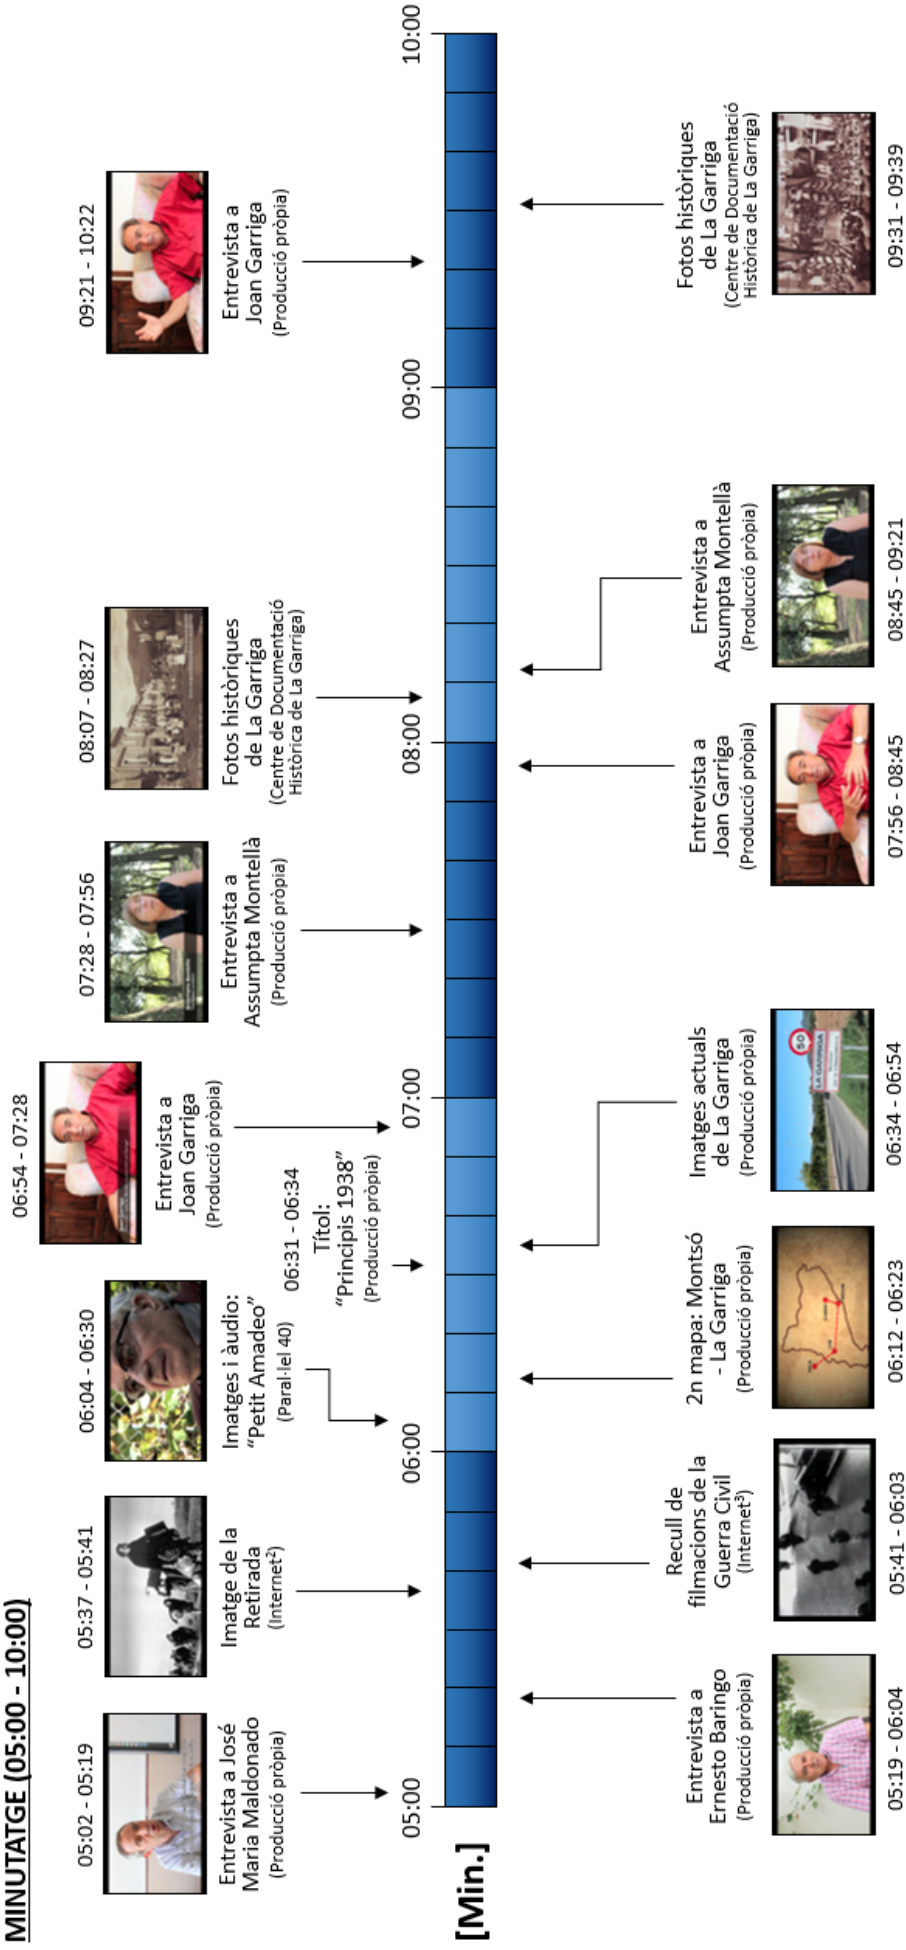 MINUTATGE (05:00 - 10:00)
05:02 - 05:19
Entrevista a José
Maria Maldonado
(Producció pròpia)
05:37 - 05:41
Imatge de la
Retirada
(Internet²)
06:04 - 06:30
Imatges i àudio:
“Petit Amadeo”
(Paral·lel 40)
06:31 - 06:34
Títol:
“Principis 1938”
(Producció pròpia)
06:54 - 07:28
Entrevista a
Joan Garriga
(Producció pròpia)
07:28 - 07:56
Entrevista a
Assumpta Montellà
(Producció pròpia)
08:07 - 08:27
Fotos històriques
de La Garriga
(Centre de Documentació
Històrica de La Garriga)
09:21 - 10:22
Entrevista a
Joan Garriga
(Producció pròpia)
[Min.]
05:00
06:00
07:00
08:00
09:00
10:00
Entrevista a
Ernesto Baringo
(Producció pròpia)
05:19 - 06:04
Recull de
filmacions de la
Guerra Civil
(Internet³)
05:41 - 06:03
2n mapa: Montsó
- La Garriga
(Producció pròpia)
06:12 - 06:23
Imatges actuals
de La Garriga
(Producció pròpia)
50
LA GARRIGA
06:34 - 06:54
Entrevista a
Joan Garriga
(Producció pròpia)
07:56 - 08:45
Entrevista a
Assumpta Montellà
(Producció pròpia)
08:45 - 09:21
Fotos històriques
de La Garriga
(Centre de Documentació
Històrica de La Garriga)
09:31 - 09:39